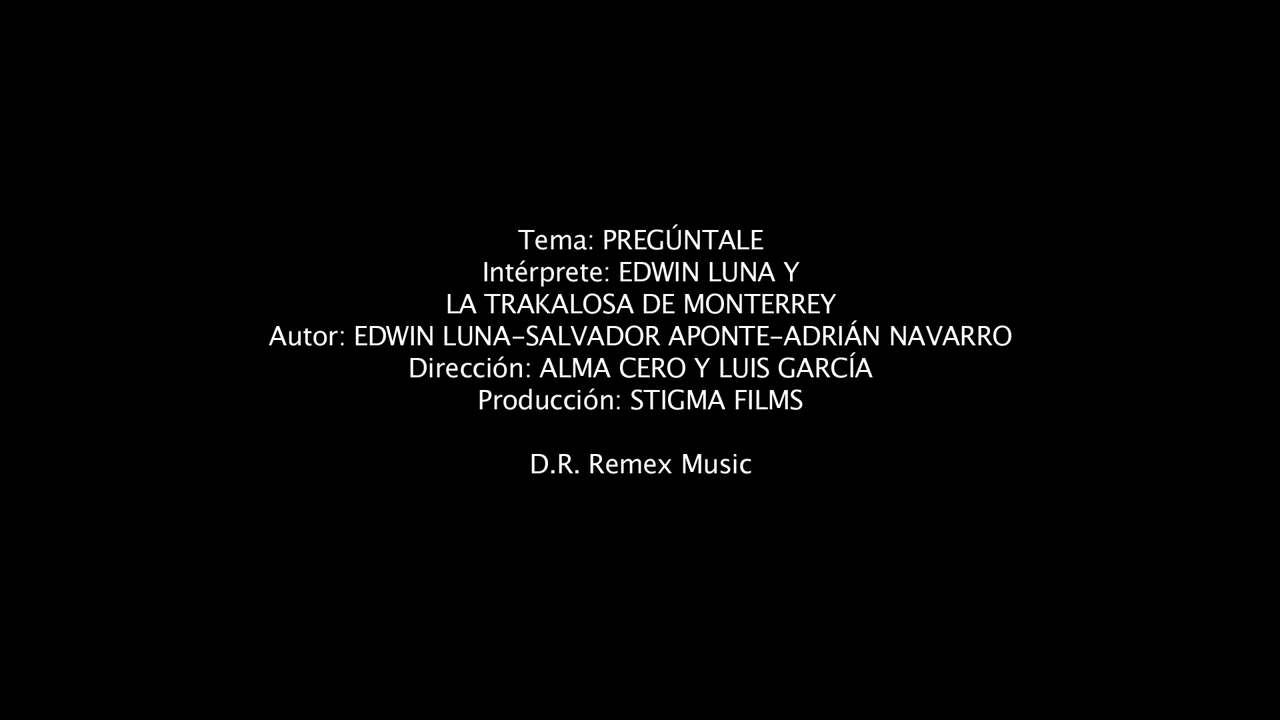 Tema: PREGÚNTALE
Intérprete: EDWIN LUNA Y
LA TRAKALOSA DE MONTERREY
Autor: EDWIN LUNA-SALVADOR APONTE-ADRIÁN NAVARRO
Dirección: ALMA CERO Y LUIS GARCÍA
Producción: STIGMA FILMS
D.R. Remex Music